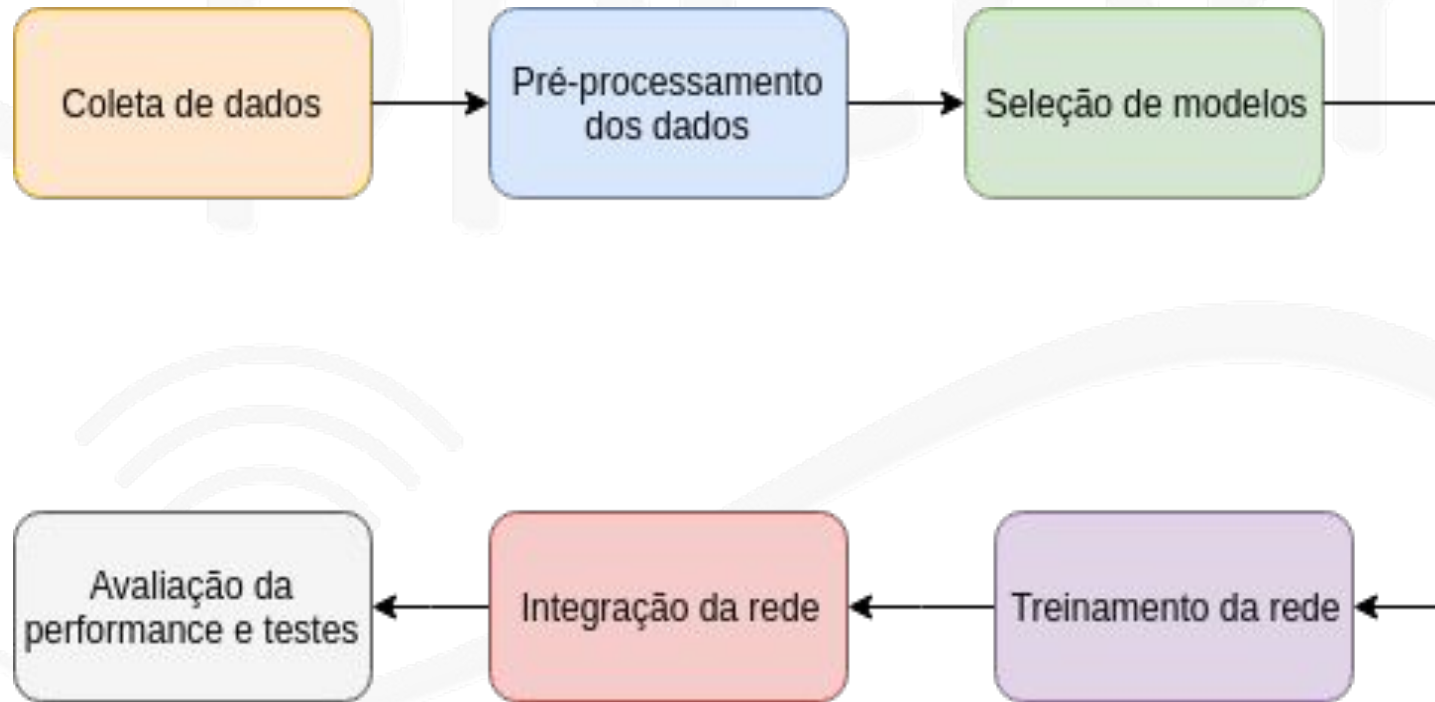 Coleta de dados
Pré-processamento
dos dados
Seleção de modelos
Treinamento da rede
Integração da rede
Avaliação da
performance e testes